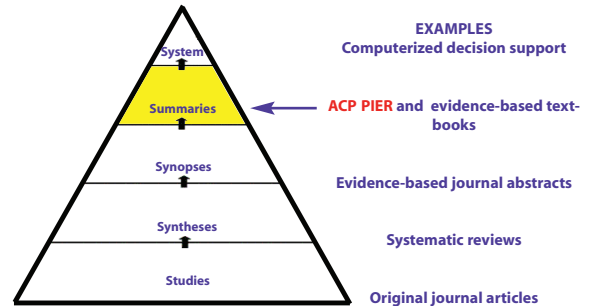 EXAMPLES
System
Computerized decision support
Summaries
ACP PIER and evidence-based text-
books
Synopses
Evidence-based journal abstracts
Syntheses
Systematic reviews
Studies
Original journal articles